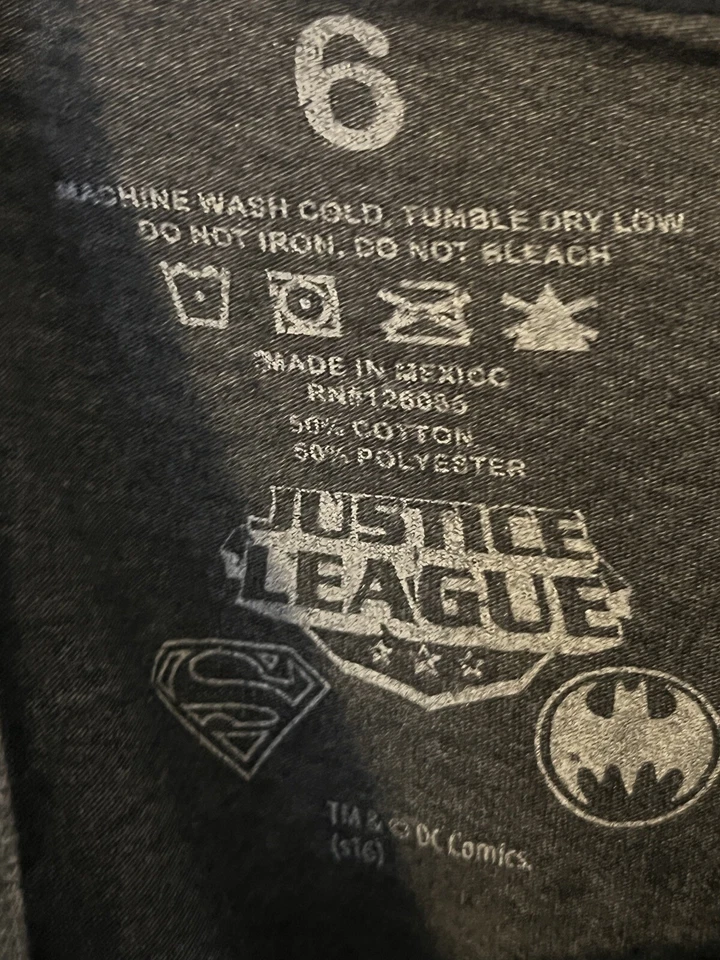 6
MACHINE WASH COLD, TUMBLE DRY LOW.
DO NOT IRON, DO NOT BLEACH
MADE IN MEXICO
RN#126086
50% COTTON
50% POLYESTER
JUSTICE
LEAGUE
S
TM & © DC Comics.
(s16)